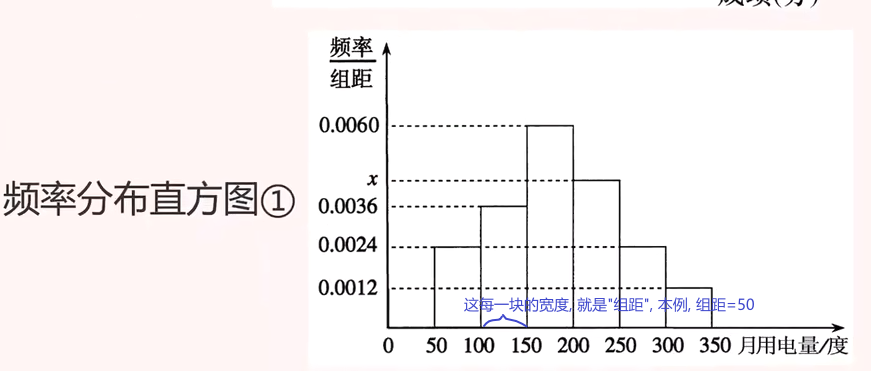 频率
组距
0.0060
x
0.0036
频率分布直方图①
0.0024
0.0012
这每一块的宽度, 就是"组距", 本例, 组距=50
0 50 100 150 200 250 300 350 月用电量/度